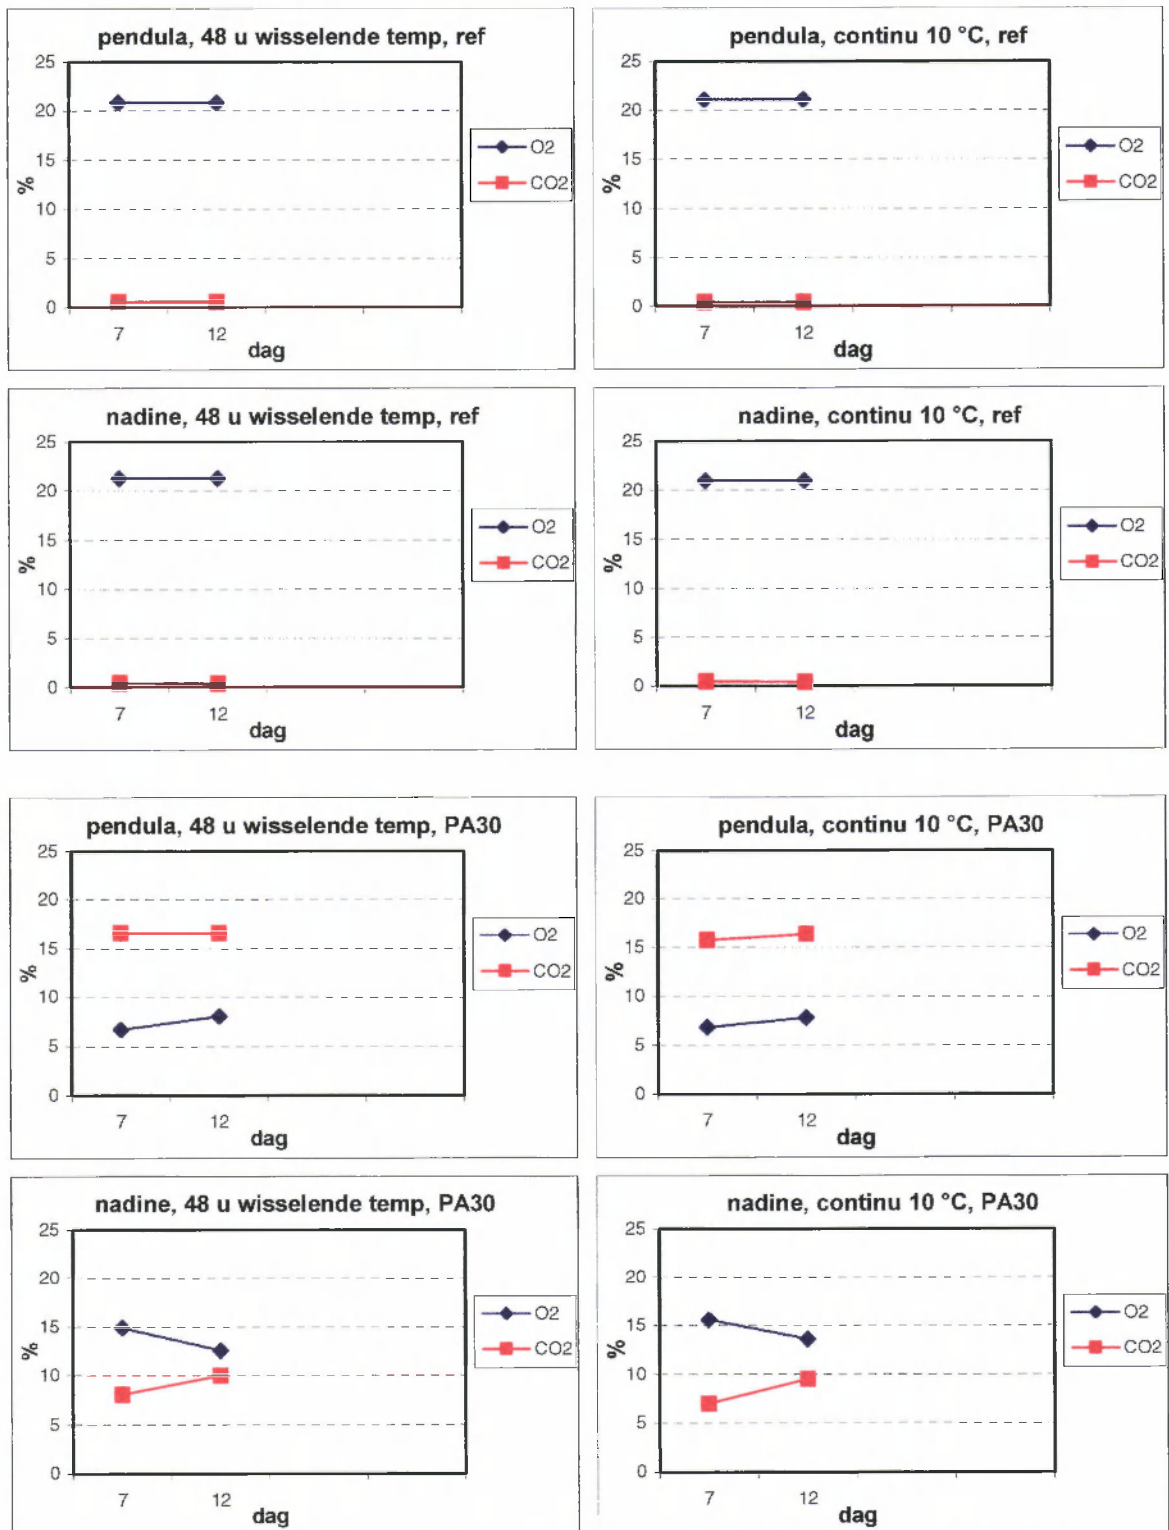 pendula, 48 u wisselende temp, ref
25
20
15
10
5
0
%
7 12
dag
O2
CO2
pendula, continu 10 °C, ref
25
20
15
10
5
0
%
7 12
dag
O2
CO2
nadine, 48 u wisselende temp, ref
25
20
15
10
5
0
%
7 12
dag
O2
CO2
nadine, continu 10 °C, ref
25
20
15
10
5
0
%
7 12
dag
O2
CO2
pendula, 48 u wisselende temp, PA30
25
20
15
10
5
0
%
7 12
dag
O2
CO2
pendula, continu 10 °C, PA30
25
20
15
10
5
0
%
7 12
dag
O2
CO2
nadine, 48 u wisselende temp, PA30
25
20
15
10
5
0
%
7 12
dag
O2
CO2
nadine, continu 10 °C, PA30
25
20
15
10
5
0
%
7 12
dag
O2
CO2